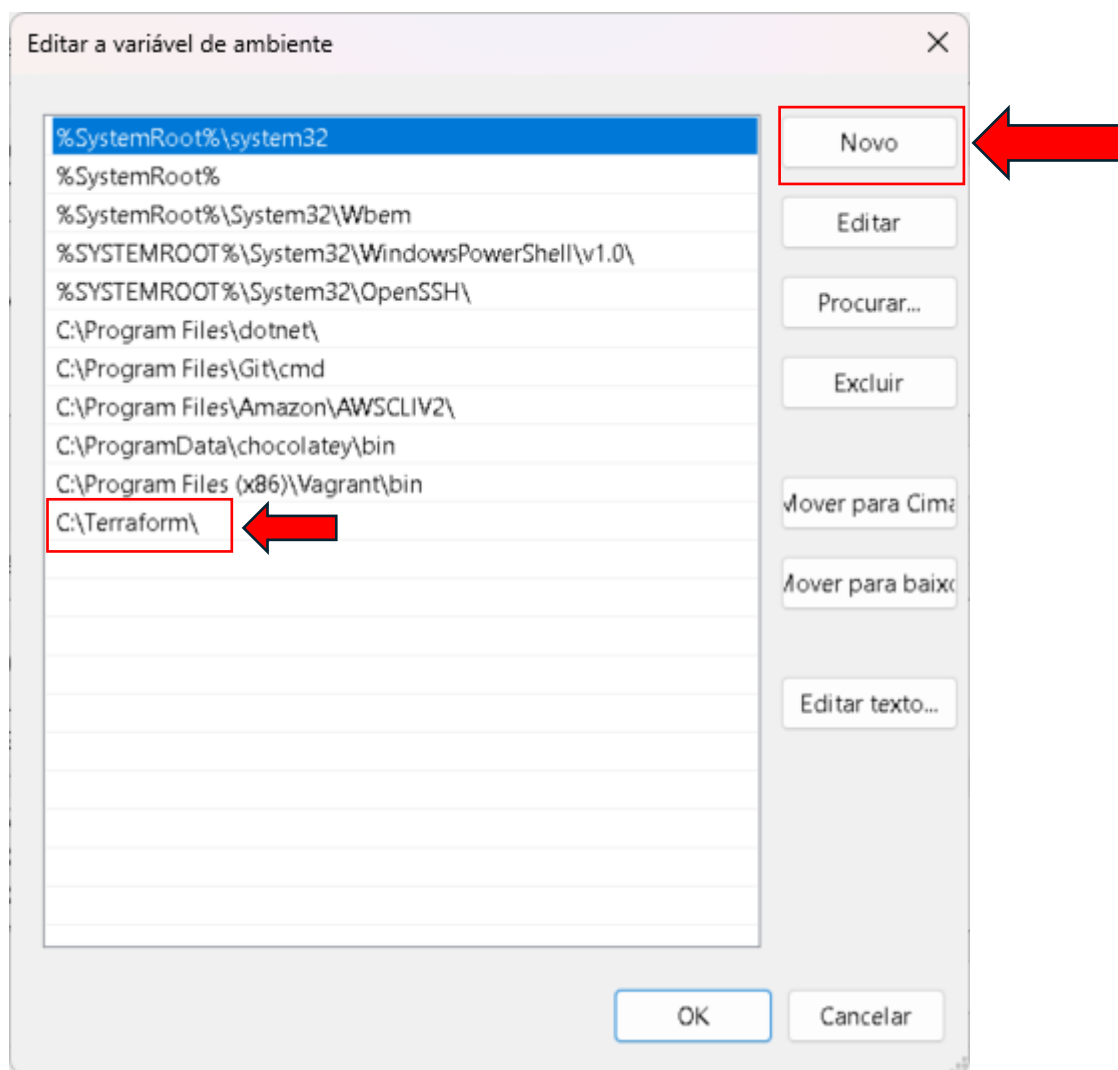 Editar a variável de ambiente
%SystemRoot%\system32
%SystemRoot%
%SystemRoot%\System32\Wbem
%SYSTEMROOT%\System32\WindowsPowerShell\v1.0\
%SYSTEMROOT%\System32\OpenSSH\
C:\Program Files\dotnet\
C:\Program Files\Git\cmd
C:\Program Files\Amazon\AWSCLIV2\
C:\ProgramData\chocolatey\bin
C:\Program Files (x86)\Vagrant\bin
C:\Terraform\
Novo
Editar
Procurar...
Excluir
Mover para Cima
Mover para baixo
Editar texto...
OK
Cancelar